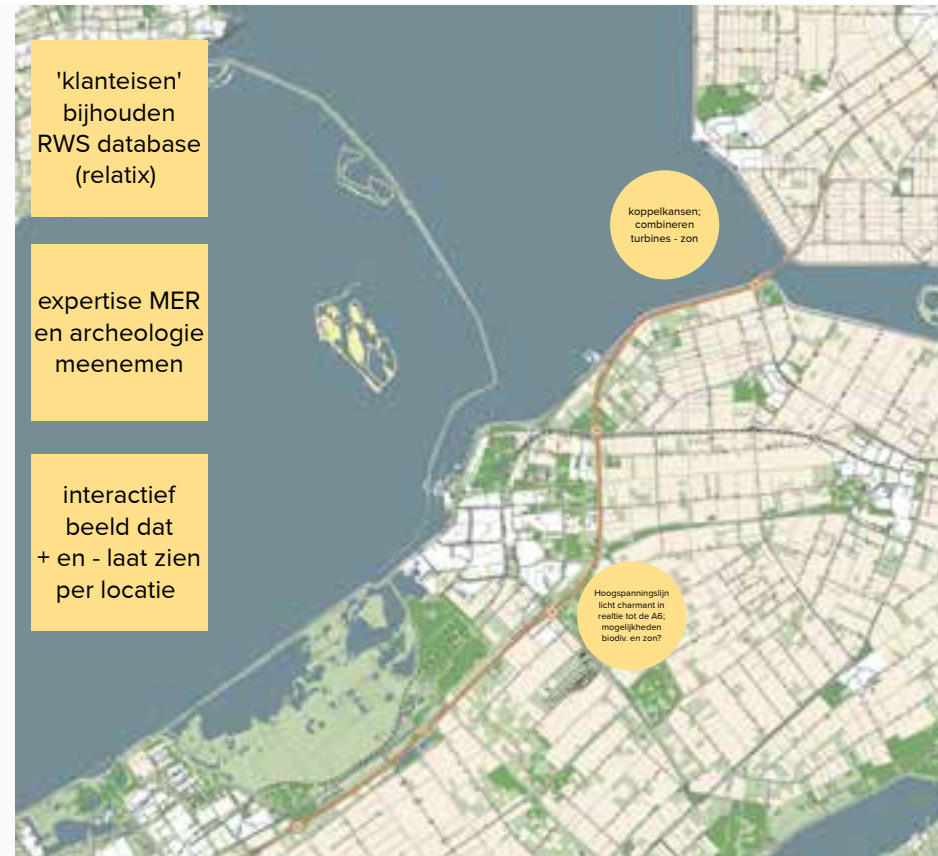 'klanteisen'
bijhouden
RWS database
(relatix)
expertise MER
en archeologie
meenemen
interactief
beeld dat
+ en - laat zien
per locatie
koppelkansen;
combineren
turbines - zon
Hoogspanningslijn
licht charmant in
realtie tot de A6;
mogelijkheden
biodiv. en zon?